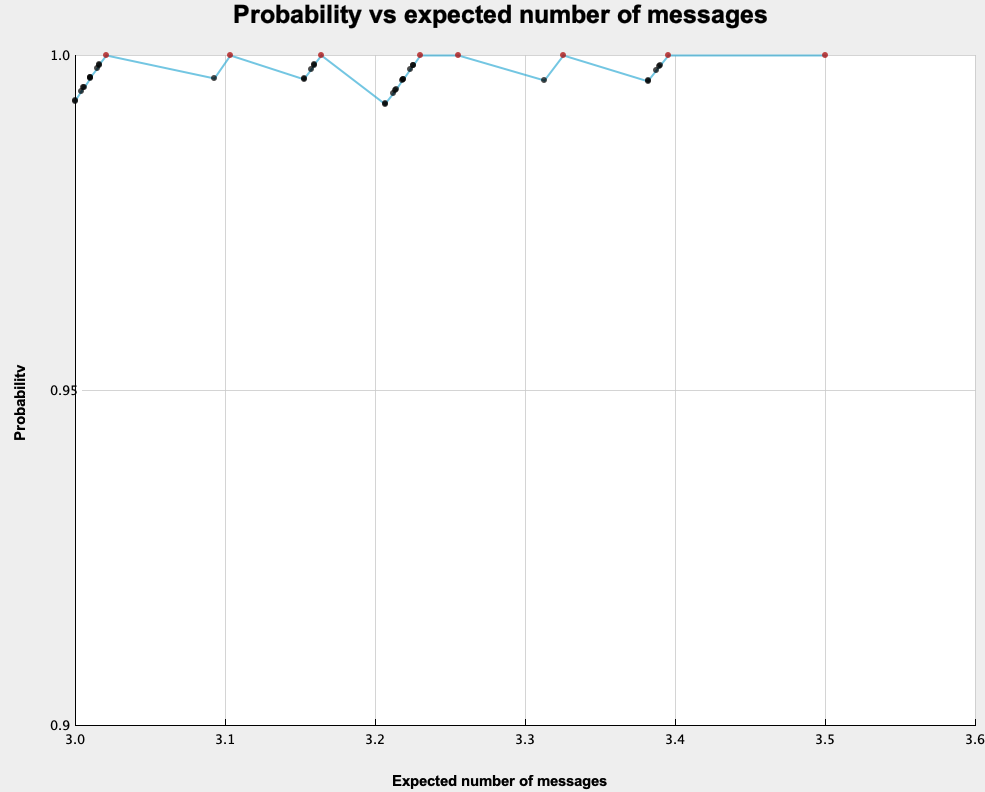 Probability vs expected number of messages
1.0
0.95
0.9
Probability
3.0 3.1 3.2 3.3 3.4 3.5 3.6
Expected number of messages